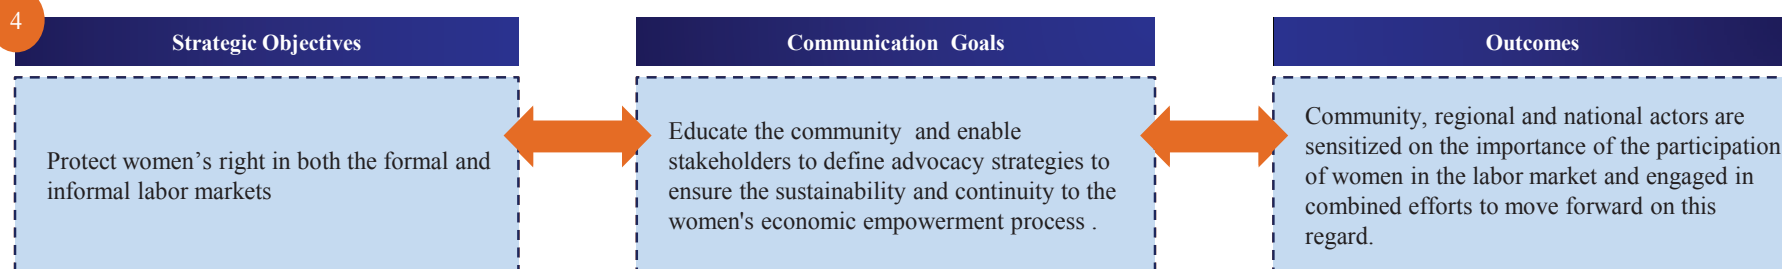 4
Strategic Objectives
Protect women’s right in both the formal and
informal labor markets
Communication Goals
Educate the community and enable
stakeholders to define advocacy strategies to
ensure the sustainability and continuity to the
women's economic empowerment process .
Outcomes
Community, regional and national actors are
sensitized on the importance of the participation
of women in the labor market and engaged in
combined efforts to move forward on this
regard.